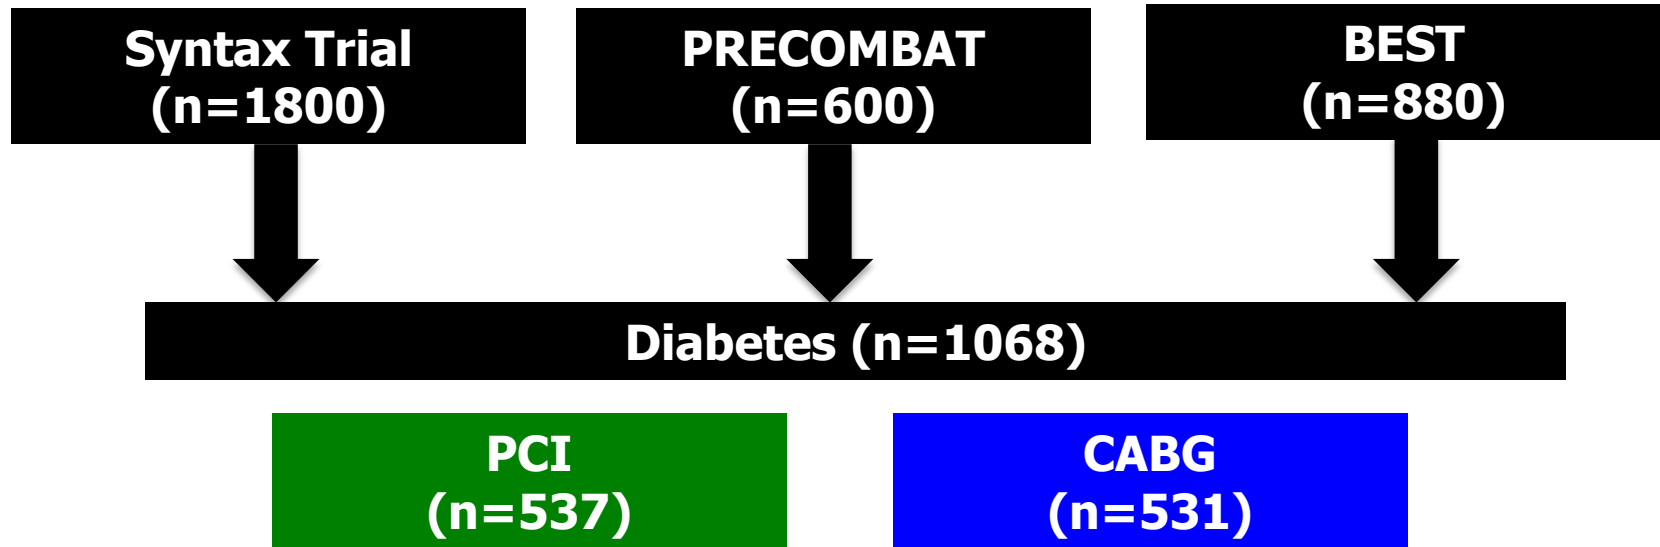 Syntax Trial
(n=1800)
PRECOMBAT
(n=600)
BEST
(n=880)
Diabetes (n=1068)
PCI
(n=537)
CABG
(n=531)